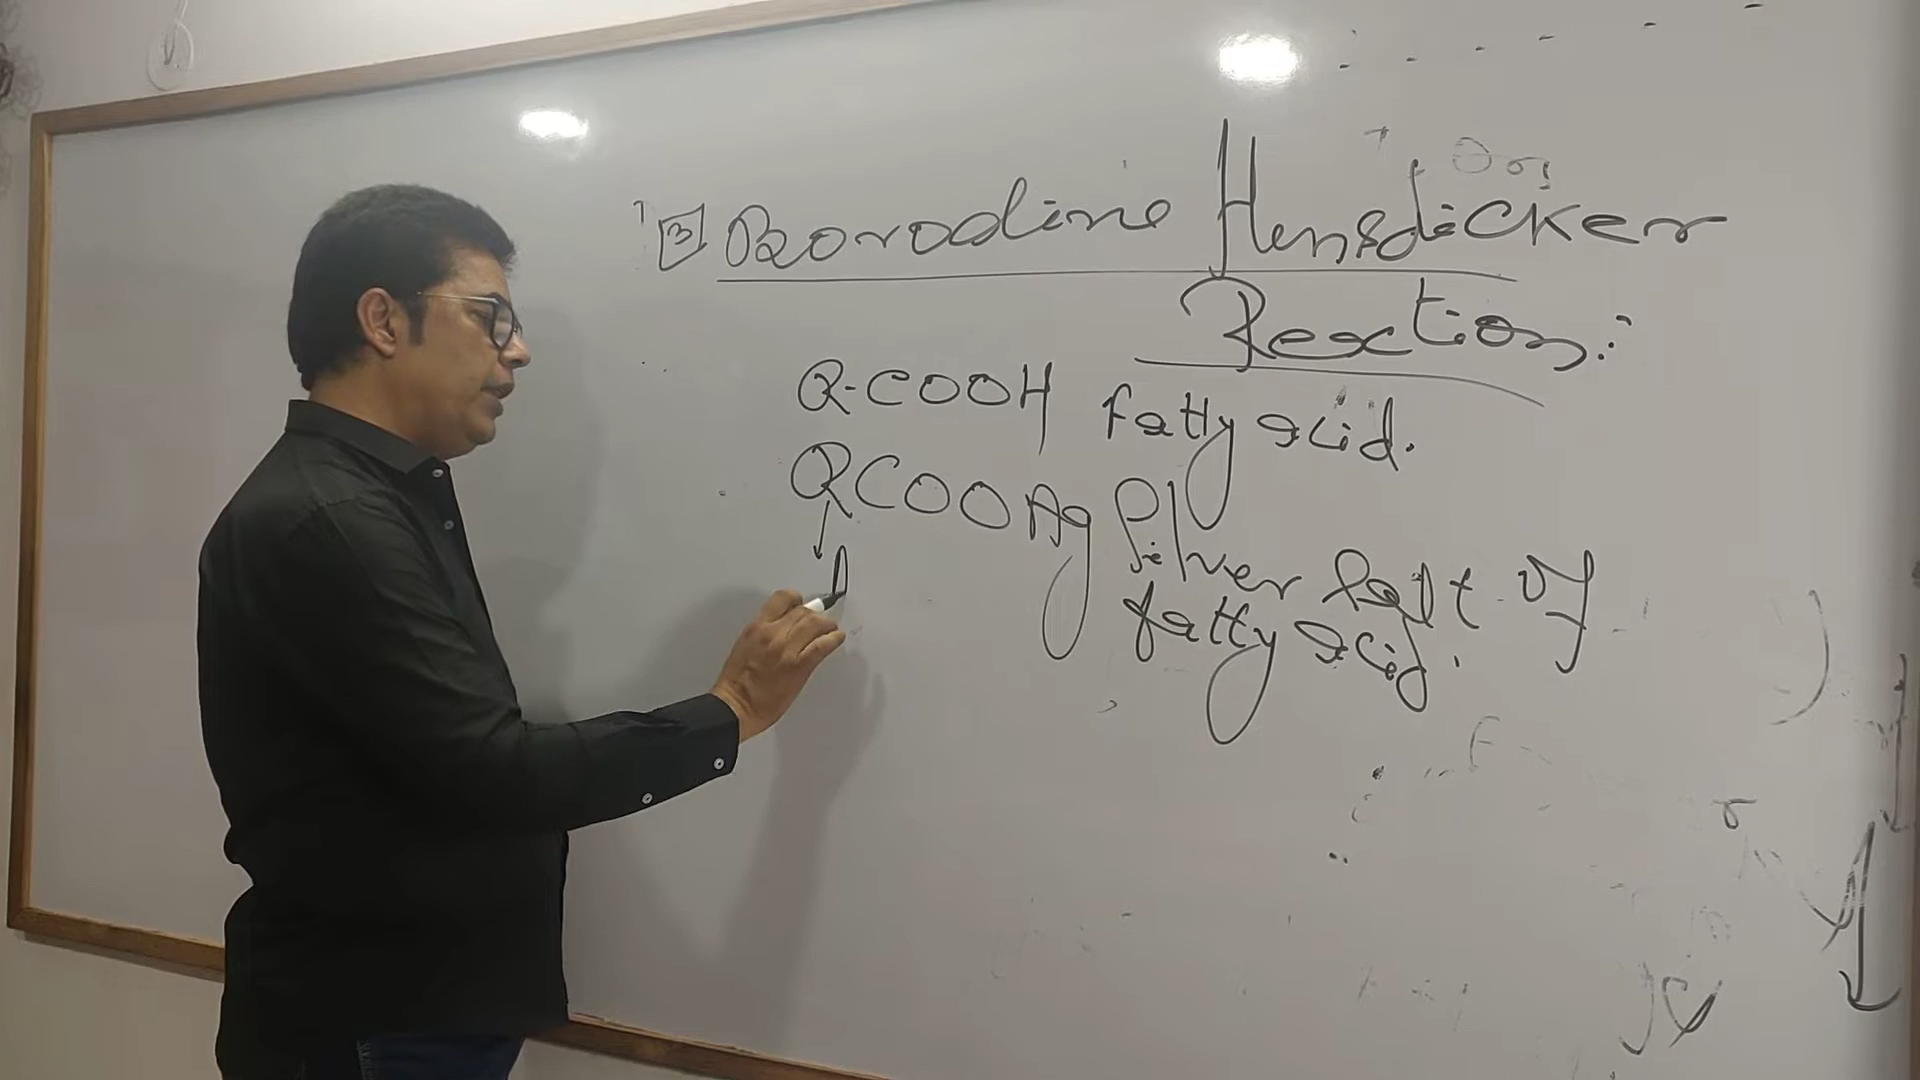 3 Borodine Hunsdicker
Reaction:
R-COOH fatty acid.
RCOOAg Silver Salt of
fatty acid.